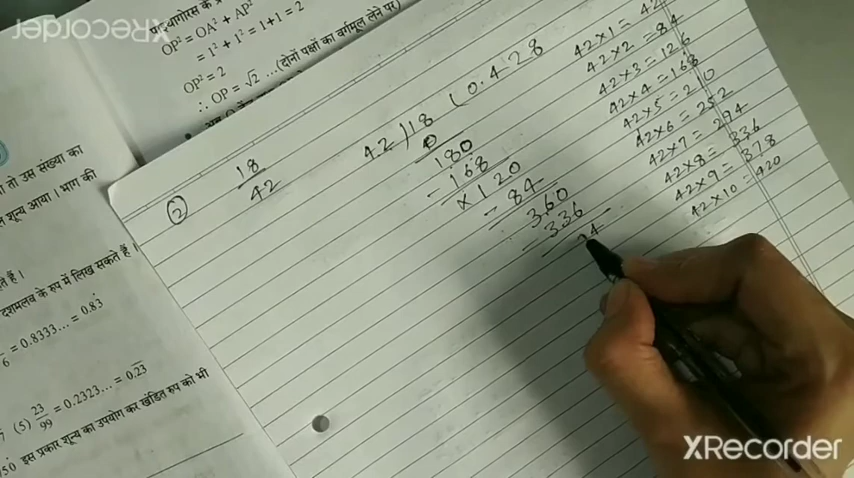 XRecorder
OP² = OA² + AP²
= 1² + 1² = 1 + 1 = 2
OP² = 2
∴ OP = √2 ...(दोनों पक्षों का वर्गमूल लेने पर)
तो उस संख्या का
शून्य आया । भाग की
ते हैं ।
दशमलव के रूप में लिख सकते हैं ।
= 0.8333... = 0.83̇
(5) 23/99 = 0.2323... = 0.2̅3̅
इस प्रकार शून्य का उपयोग कर खंडित रूप को भी
② 18/42
42)18(0.428
0
180
- 168
×120
- 84
360
- 336
24
42×1 = 42
42×2 = 84
42×3 = 126
42×4 = 168
42×5 = 210
42×6 = 252
42×7 = 294
42×8 = 336
42×9 = 378
42×10 = 420
XRecorder